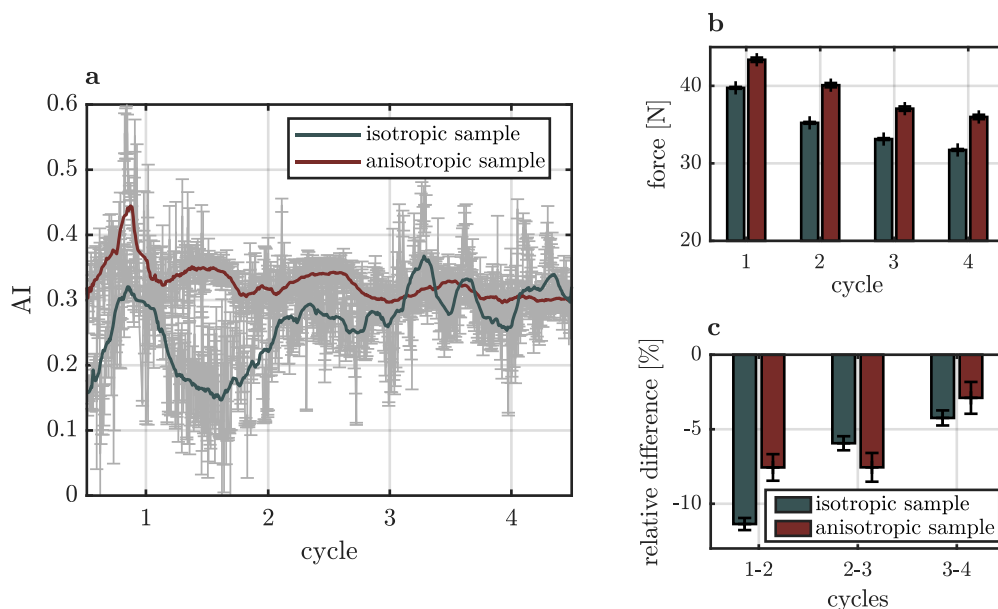 a
0.6
0.5
0.4
0.3
0.2
0.1
0
AI
isotropic sample
anisotropic sample
1 2 3 4
cycle
b
40
30
20
force [N]
1 2 3 4
cycle
c
0
-5
-10
relative difference [%]
isotropic sample
anisotropic sample
1-2 2-3 3-4
cycles